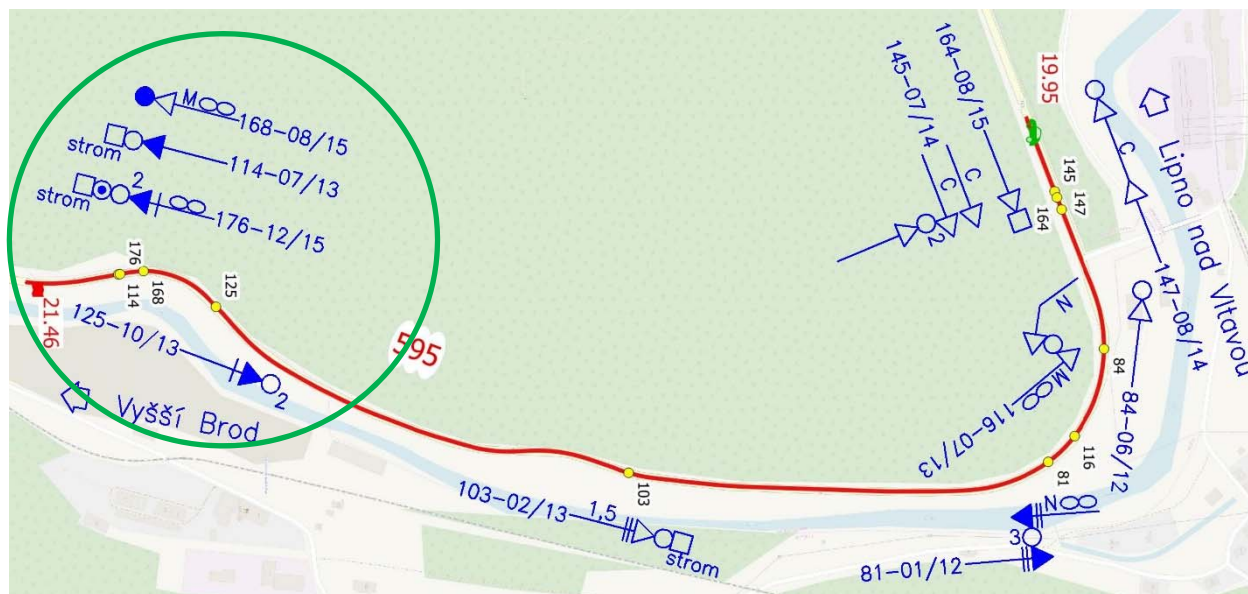 M
168-08/15
strom
114-07/13
strom
2
176-12/15
176
114
168
125
21.46
125-10/13
2
Vyšší Brod
595
103-02/13
1,5
strom
103
145-07/14
164-08/15
C
C
2
19.95
145
147
164
C
147-08/14
Lipno nad Vltavou
N
M
116-07/13
84
84-06/12
116
81
N
3
81-01/12